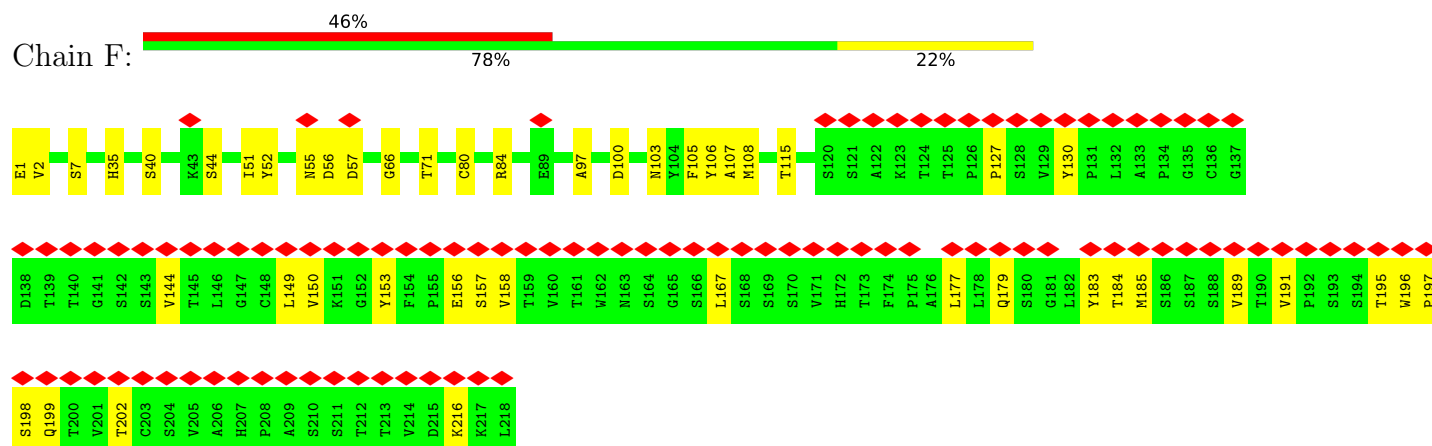 46%
Chain F:
78% 22%
E1 V2 S7 H35 S40 K43 S44 I51 Y52 N55 D56 D57 G66 T71 C80 R84 E89 A97 D100 N103 Y104 F105 Y106 A107 M108 T115 S120 S121 A122 K123 T124 T125 P126 P127 S128 V129 Y130 P131 L132 A133 P134 G135 C136 G137
D138 T139 T140 G141 S142 S143 V144 T145 L146 G147 C148 L149 V150 K151 G152 Y153 F154 P155 E156 S157 V158 T159 V160 T161 W162 N163 S164 G165 S166 L167 S168 S169 S170 V171 H172 T173 F174 P175 A176 L177 L178 Q179 S180 G181 L182 Y183 T184 M185 S186 S187 S188 V189 T190 V191 P192 S193 S194 T195 W196 P197
S198 Q199 T200 V201 T202 C203 S204 V205 A206 H207 P208 A209 S210 S211 T212 T213 V214 D215 K216 K217 L218